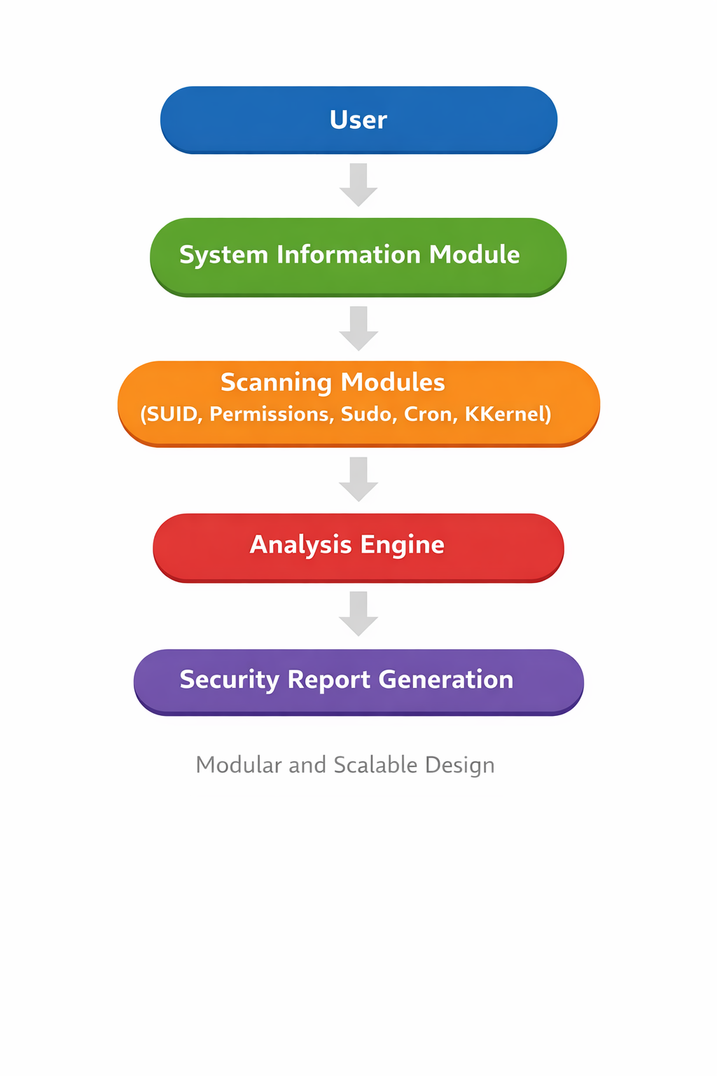 User
System Information Module
Scanning Modules
(SUID, Permissions, Sudo, Cron, KKernel)
Analysis Engine
Security Report Generation
Modular and Scalable Design